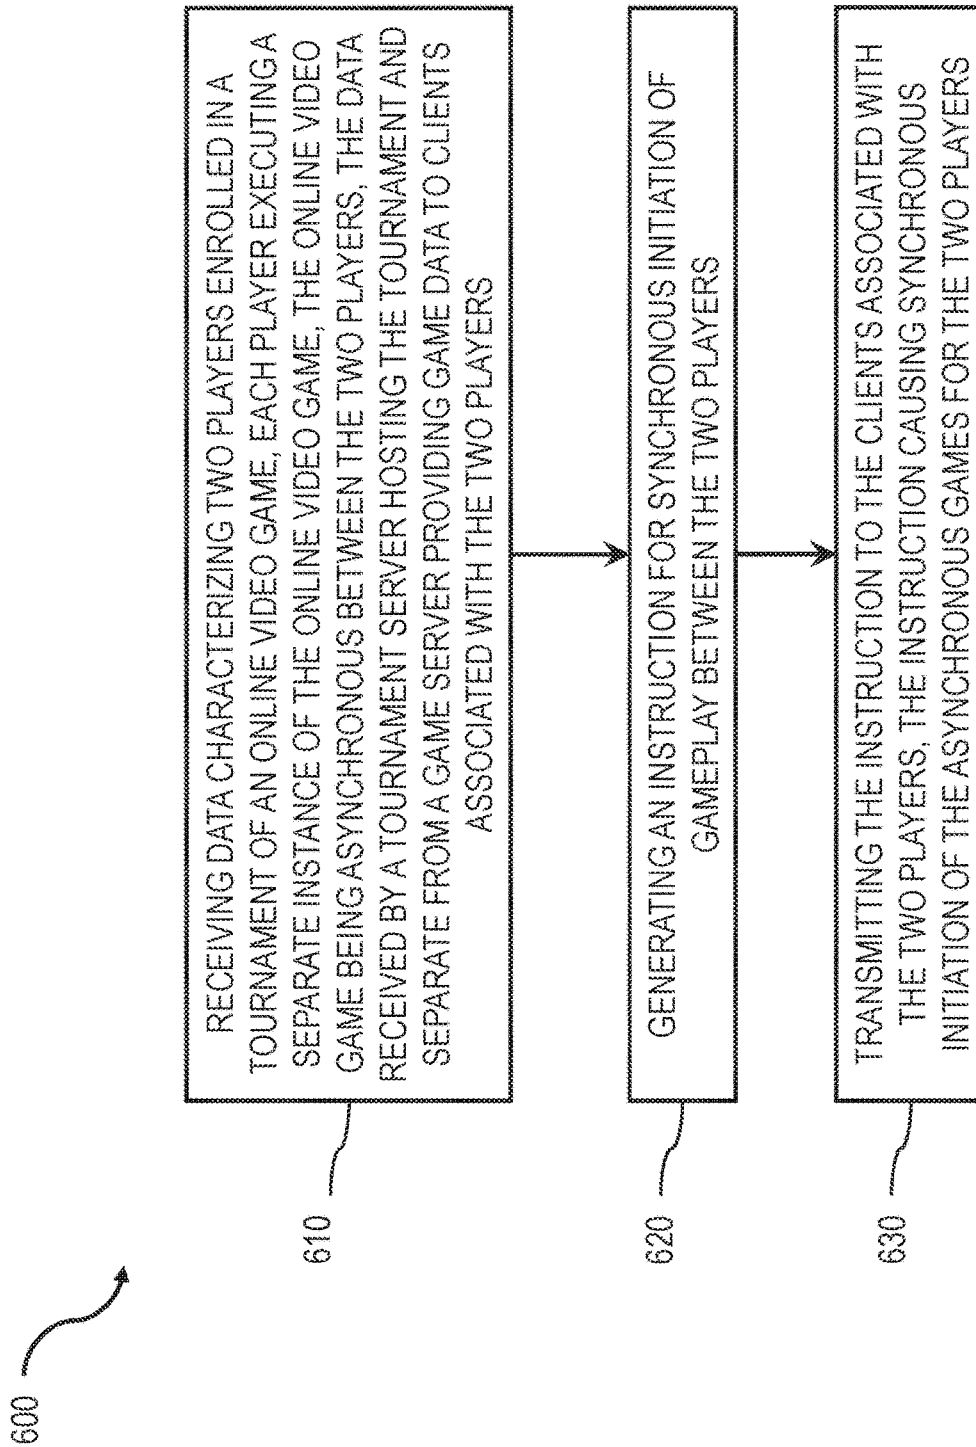 600
610
RECEIVING DATA CHARACTERIZING TWO PLAYERS ENROLLED IN A
TOURNAMENT OF AN ONLINE VIDEO GAME, EACH PLAYER EXECUTING A
SEPARATE INSTANCE OF THE ONLINE VIDEO GAME, THE ONLINE VIDEO
GAME BEING ASYNCHRONOUS BETWEEN THE TWO PLAYERS, THE DATA
RECEIVED BY A TOURNAMENT SERVER HOSTING THE TOURNAMENT AND
SEPARATE FROM A GAME SERVER PROVIDING GAME DATA TO CLIENTS
ASSOCIATED WITH THE TWO PLAYERS
620
GENERATING AN INSTRUCTION FOR SYNCHRONOUS INITIATION OF
GAMEPLAY BETWEEN THE TWO PLAYERS
630
TRANSMITTING THE INSTRUCTION TO THE CLIENTS ASSOCIATED WITH
THE TWO PLAYERS, THE INSTRUCTION CAUSING SYNCHRONOUS
INITIATION OF THE ASYNCHRONOUS GAMES FOR THE TWO PLAYERS